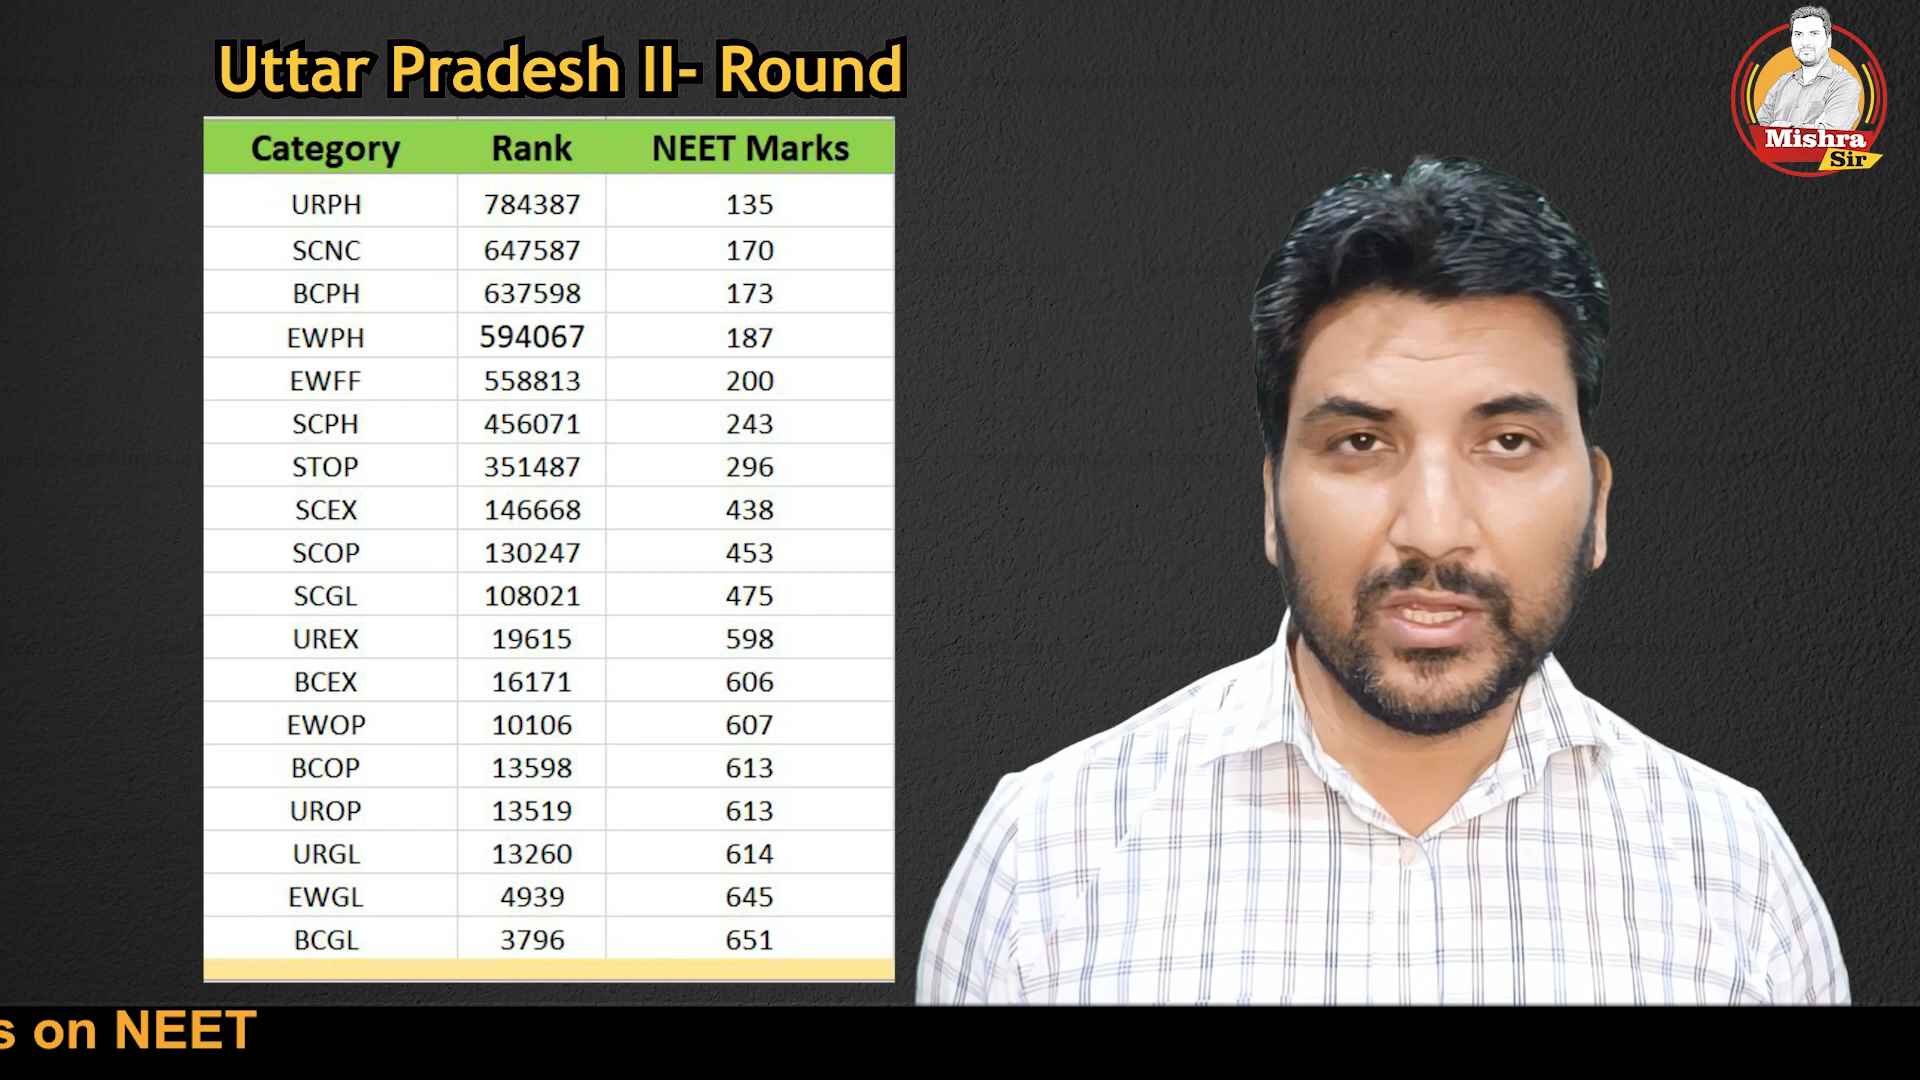 Uttar Pradesh II- Round
Category Rank NEET Marks
URPH 784387 135
SCNC 647587 170
BCPH 637598 173
EWPH 594067 187
EWFF 558813 200
SCPH 456071 243
STOP 351487 296
SCEX 146668 438
SCOP 130247 453
SCGL 108021 475
UREX 19615 598
BCEX 16171 606
EWOP 10106 607
BCOP 13598 613
UROP 13519 613
URGL 13260 614
EWGL 4939 645
BCGL 3796 651
Mishra
Sir
s on NEET